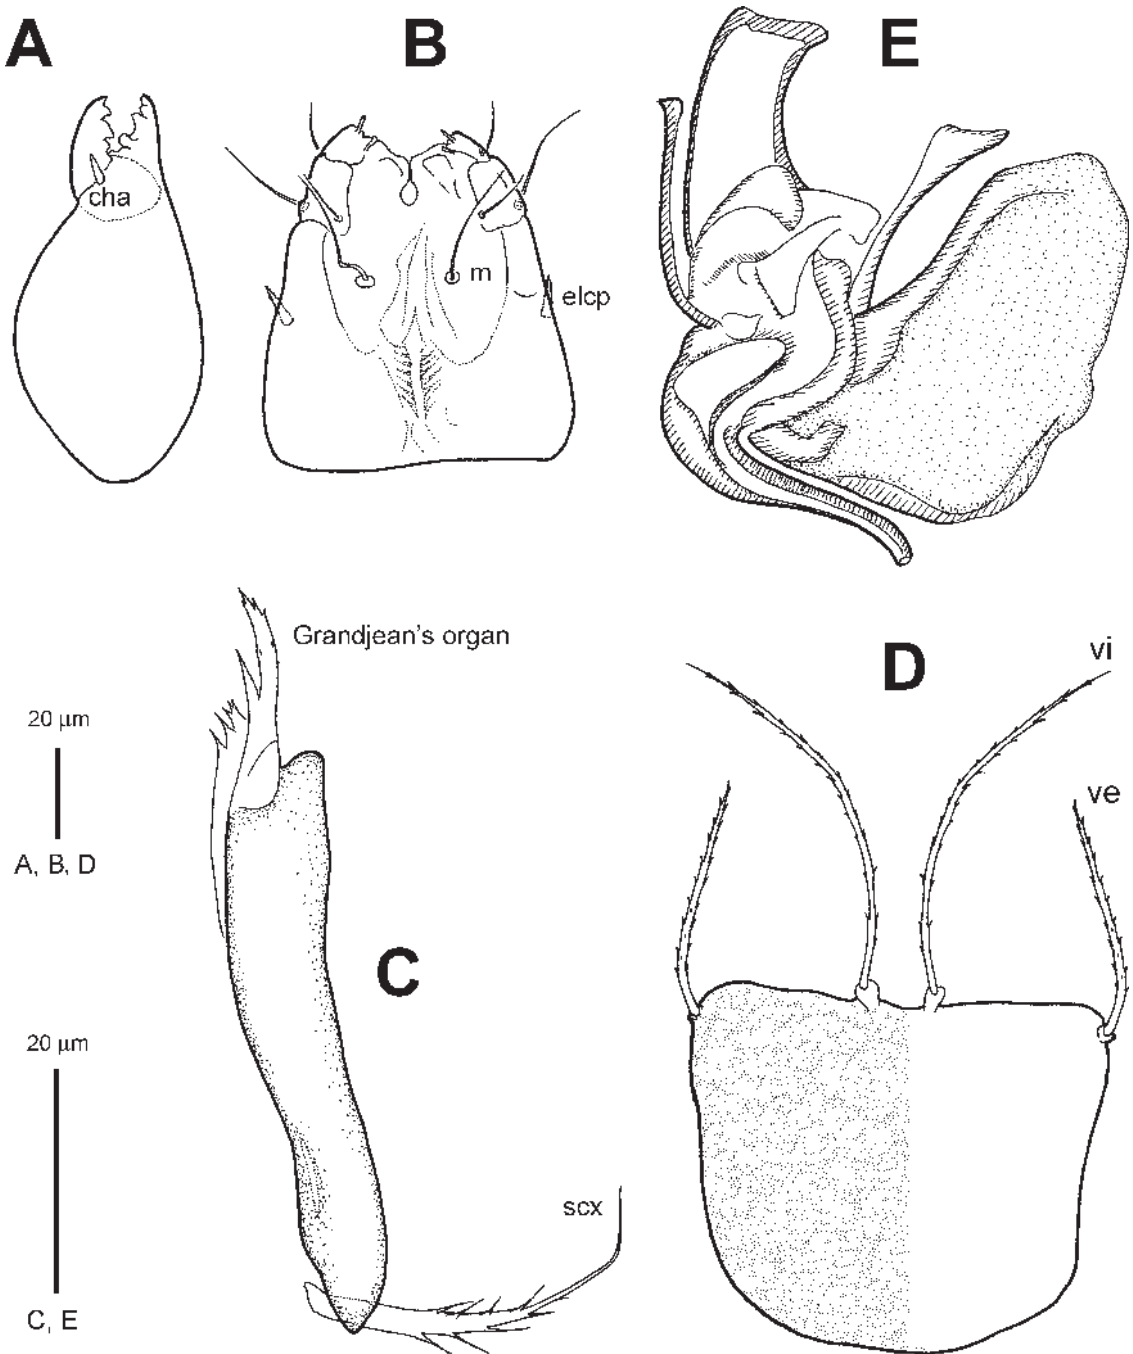 A
B
E
cha
m
elcp
Grandjean's organ
D
vi
20 µm
ve
A, B, D
C
20 µm
scx
C, E